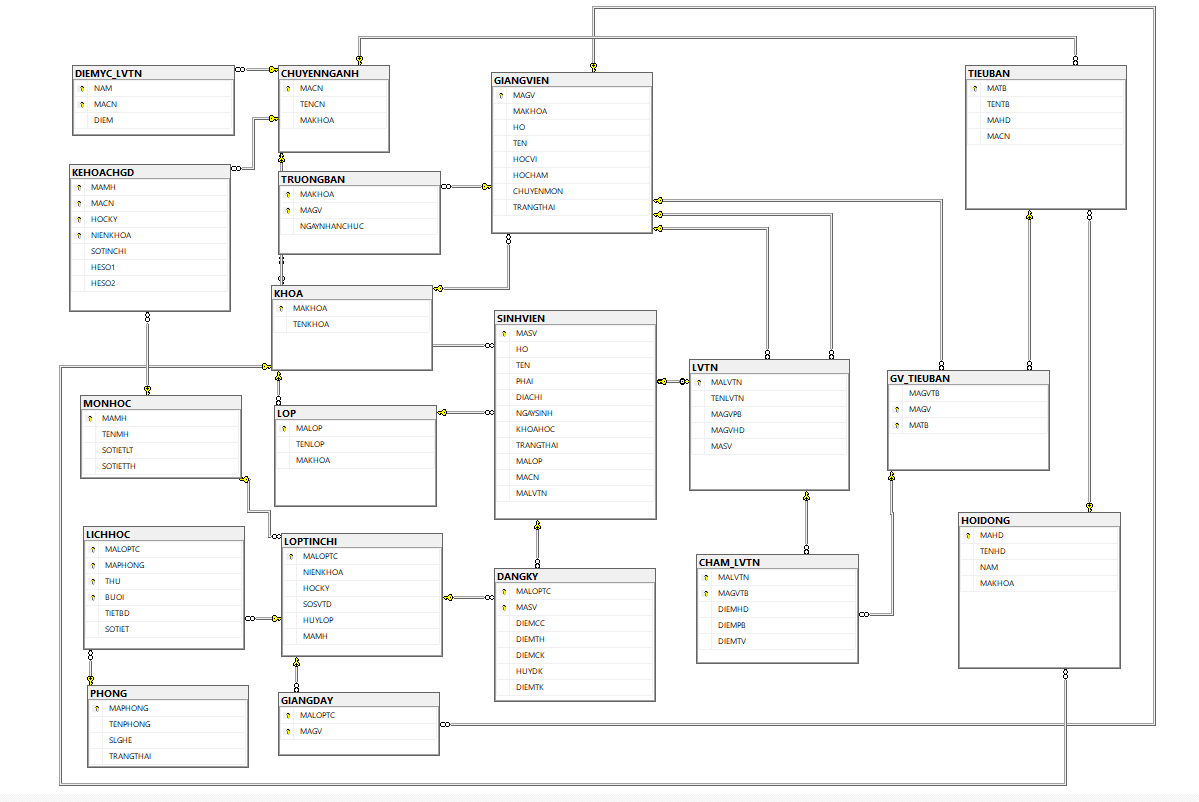 DIEMYC_LVTN
NAM
MACN
DIEM
CHUYENNGANH
MACN
TENCN
MAKHOA
GIANGVIEN
MAGV
MAKHOA
HO
TEN
HOCVI
HOCHAM
CHUYENMON
TRANGTHAI
TIEUBAN
MATB
TENTB
MAHD
MACN
KEHOACHGD
MAMH
MACN
HOCKY
NIENKHOA
SOTINCHI
HESO1
HESO2
TRUONGBAN
MAKHOA
MAGV
NGAYNHANCHUC
KHOA
MAKHOA
TENKHOA
SINHVIEN
MASV
HO
TEN
PHAI
DIACHI
NGAYSINH
KHOAHOC
TRANGTHAI
MALOP
MACN
MALVTN
LVTN
MALVTN
TENLVTN
MAGVPB
MAGVHD
MASV
GV_TIEUBAN
MAGVTB
MAGV
MATB
MONHOC
MAMH
TENMH
SOTIETLT
SOTIETTH
LOP
MALOP
TENLOP
MAKHOA
LICHHOC
MALOPTC
MAPHONG
THU
BUOI
TIETBD
SOTIET
LOPTINCHI
MALOPTC
NIENKHOA
HOCKY
SOSVTD
HUYLOP
MAMH
DANGKY
MALOPTC
MASV
DIEMCC
DIEMTH
DIEMCK
HUYDK
DIEMTK
CHAM_LVTN
MALVTN
MAGVTB
DIEMHD
DIEMPB
DIEMTV
HOIDONG
MAHD
TENHD
NAM
MAKHOA
PHONG
MAPHONG
TENPHONG
SLGHE
TRANGTHAI
GIANGDAY
MALOPTC
MAGV